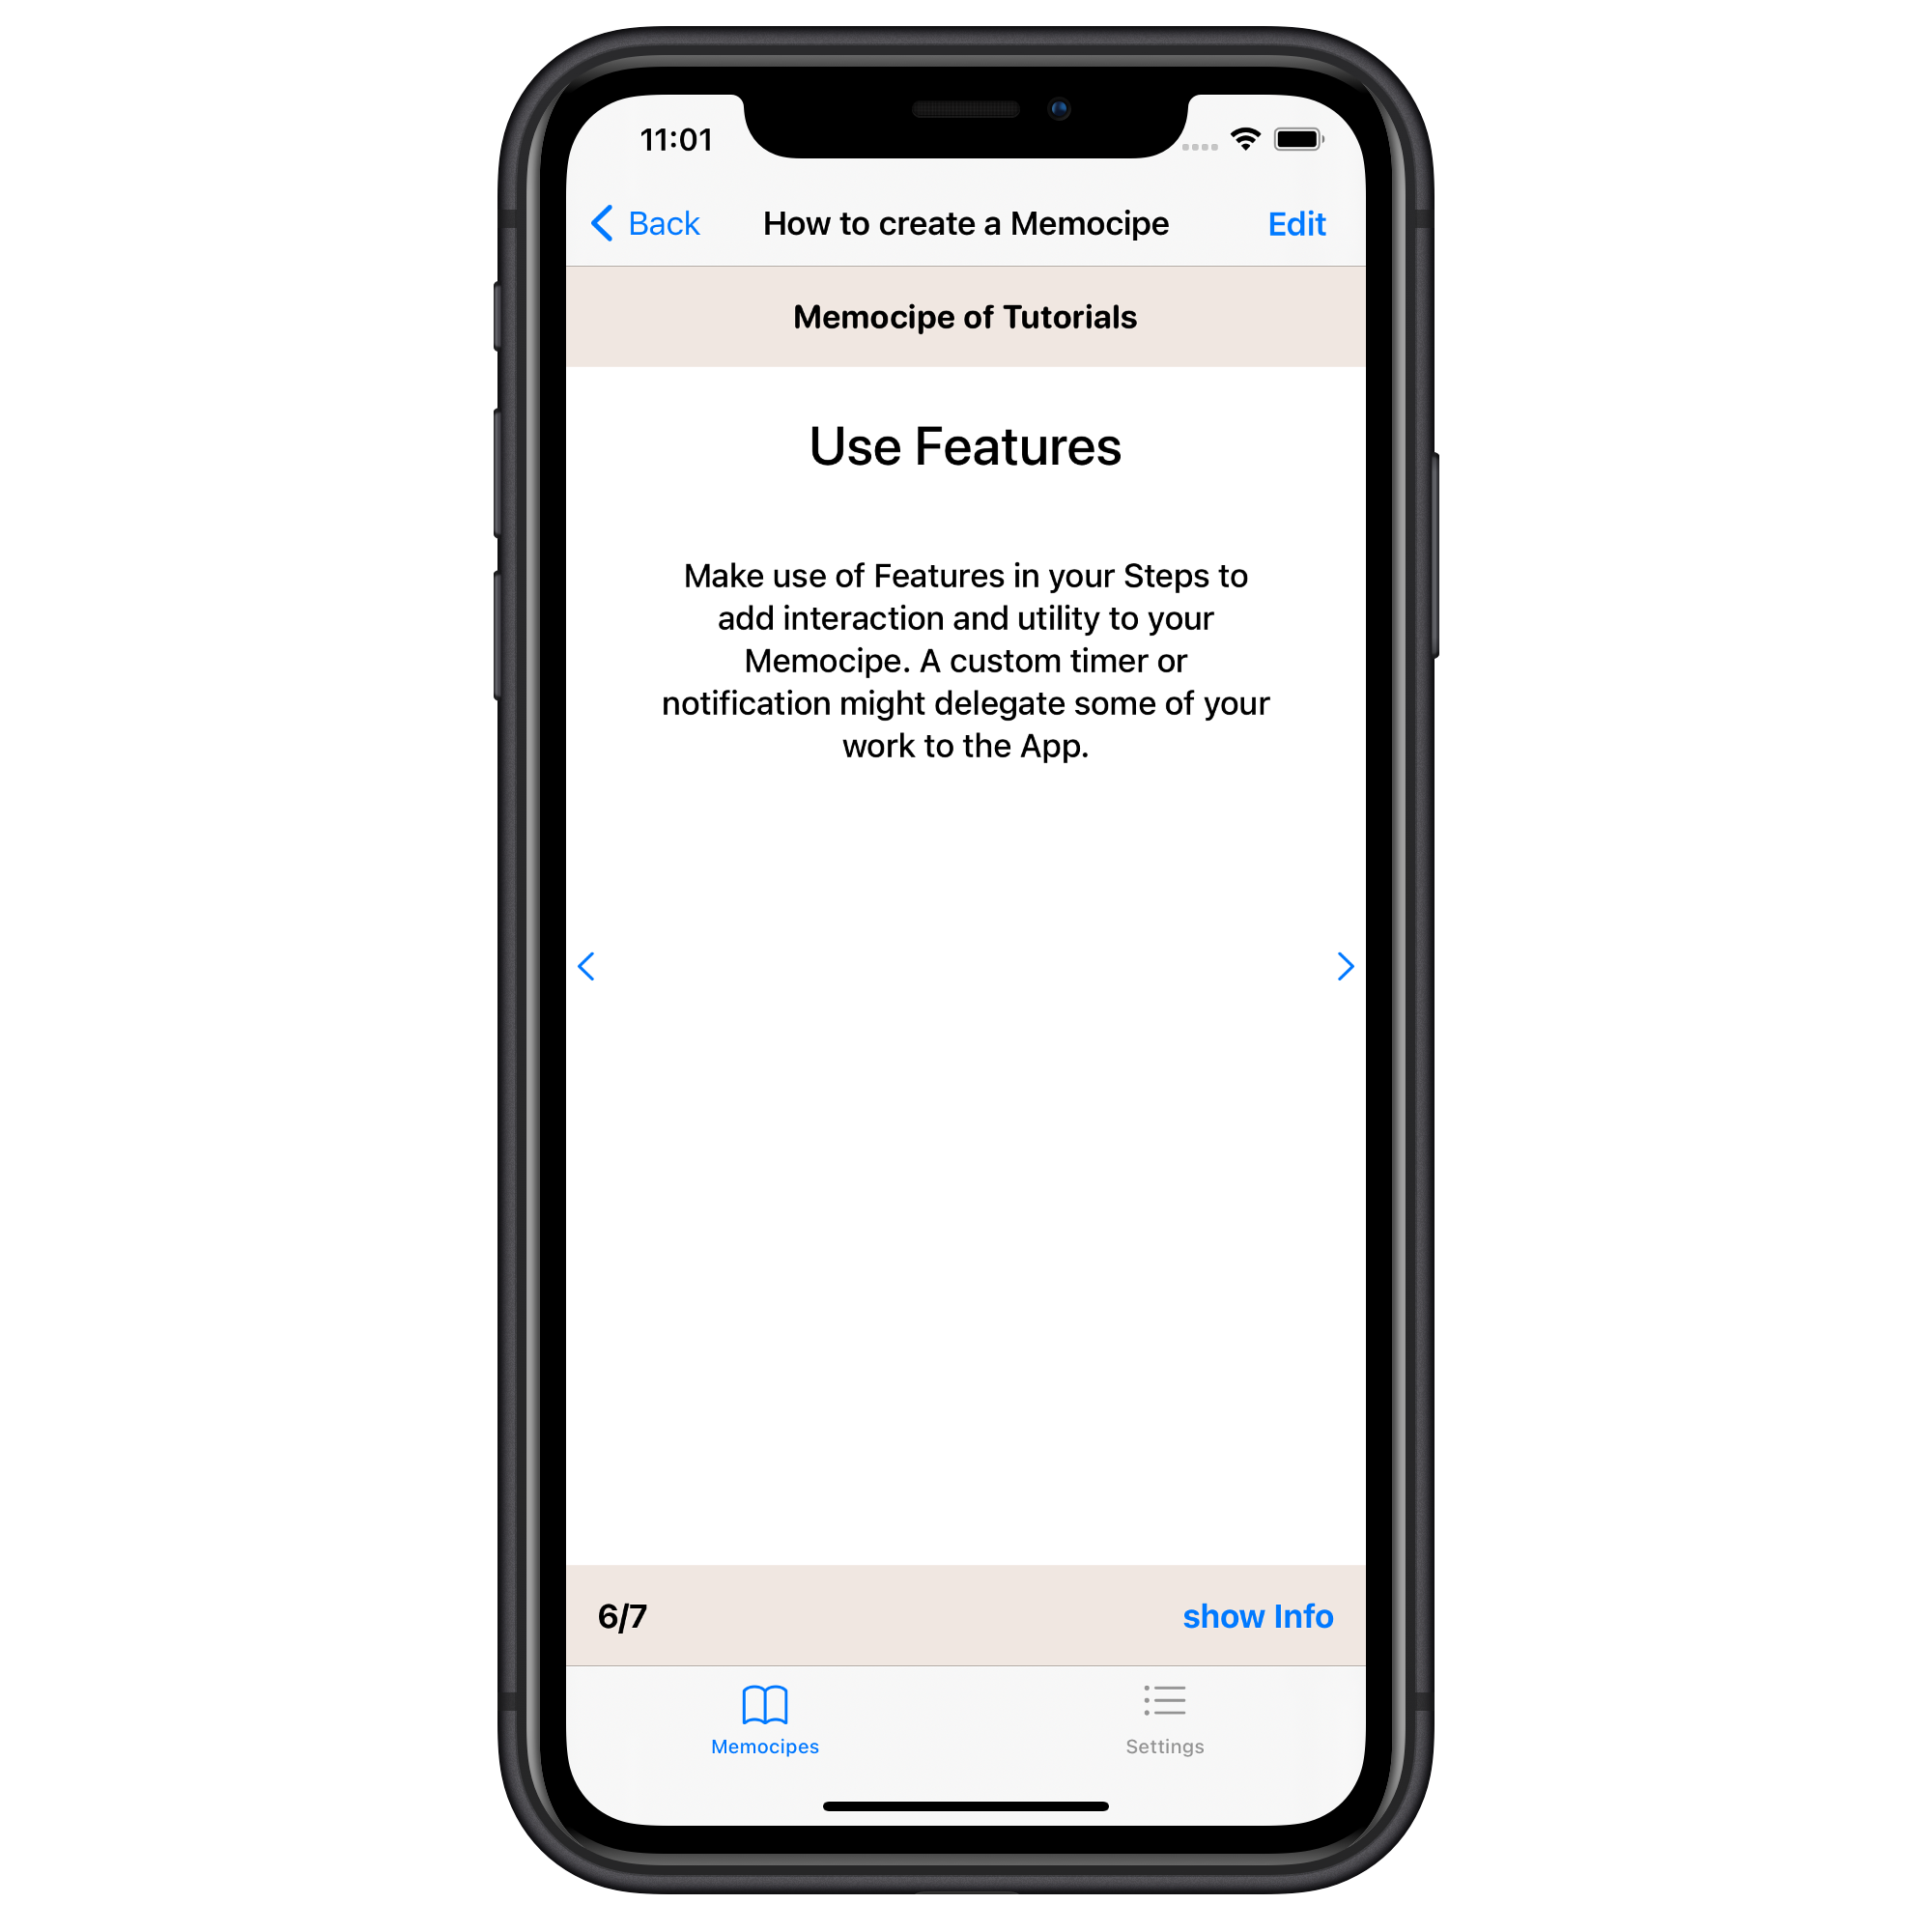 11:01
Back
How to create a Memocipe
Edit
Memocipe of Tutorials
Use Features
Make use of Features in your Steps to
add interaction and utility to your
Memocipe. A custom timer or
notification might delegate some of your
work to the App.
6/7
show Info
Memocipes
Settings